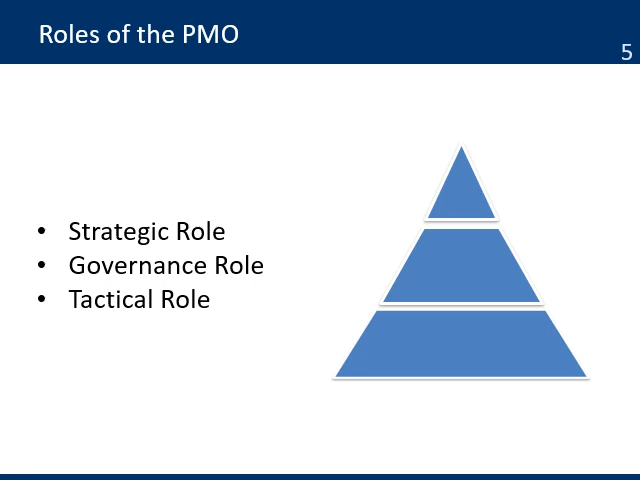 Roles of the PMO
5
• Strategic Role
• Governance Role
• Tactical Role